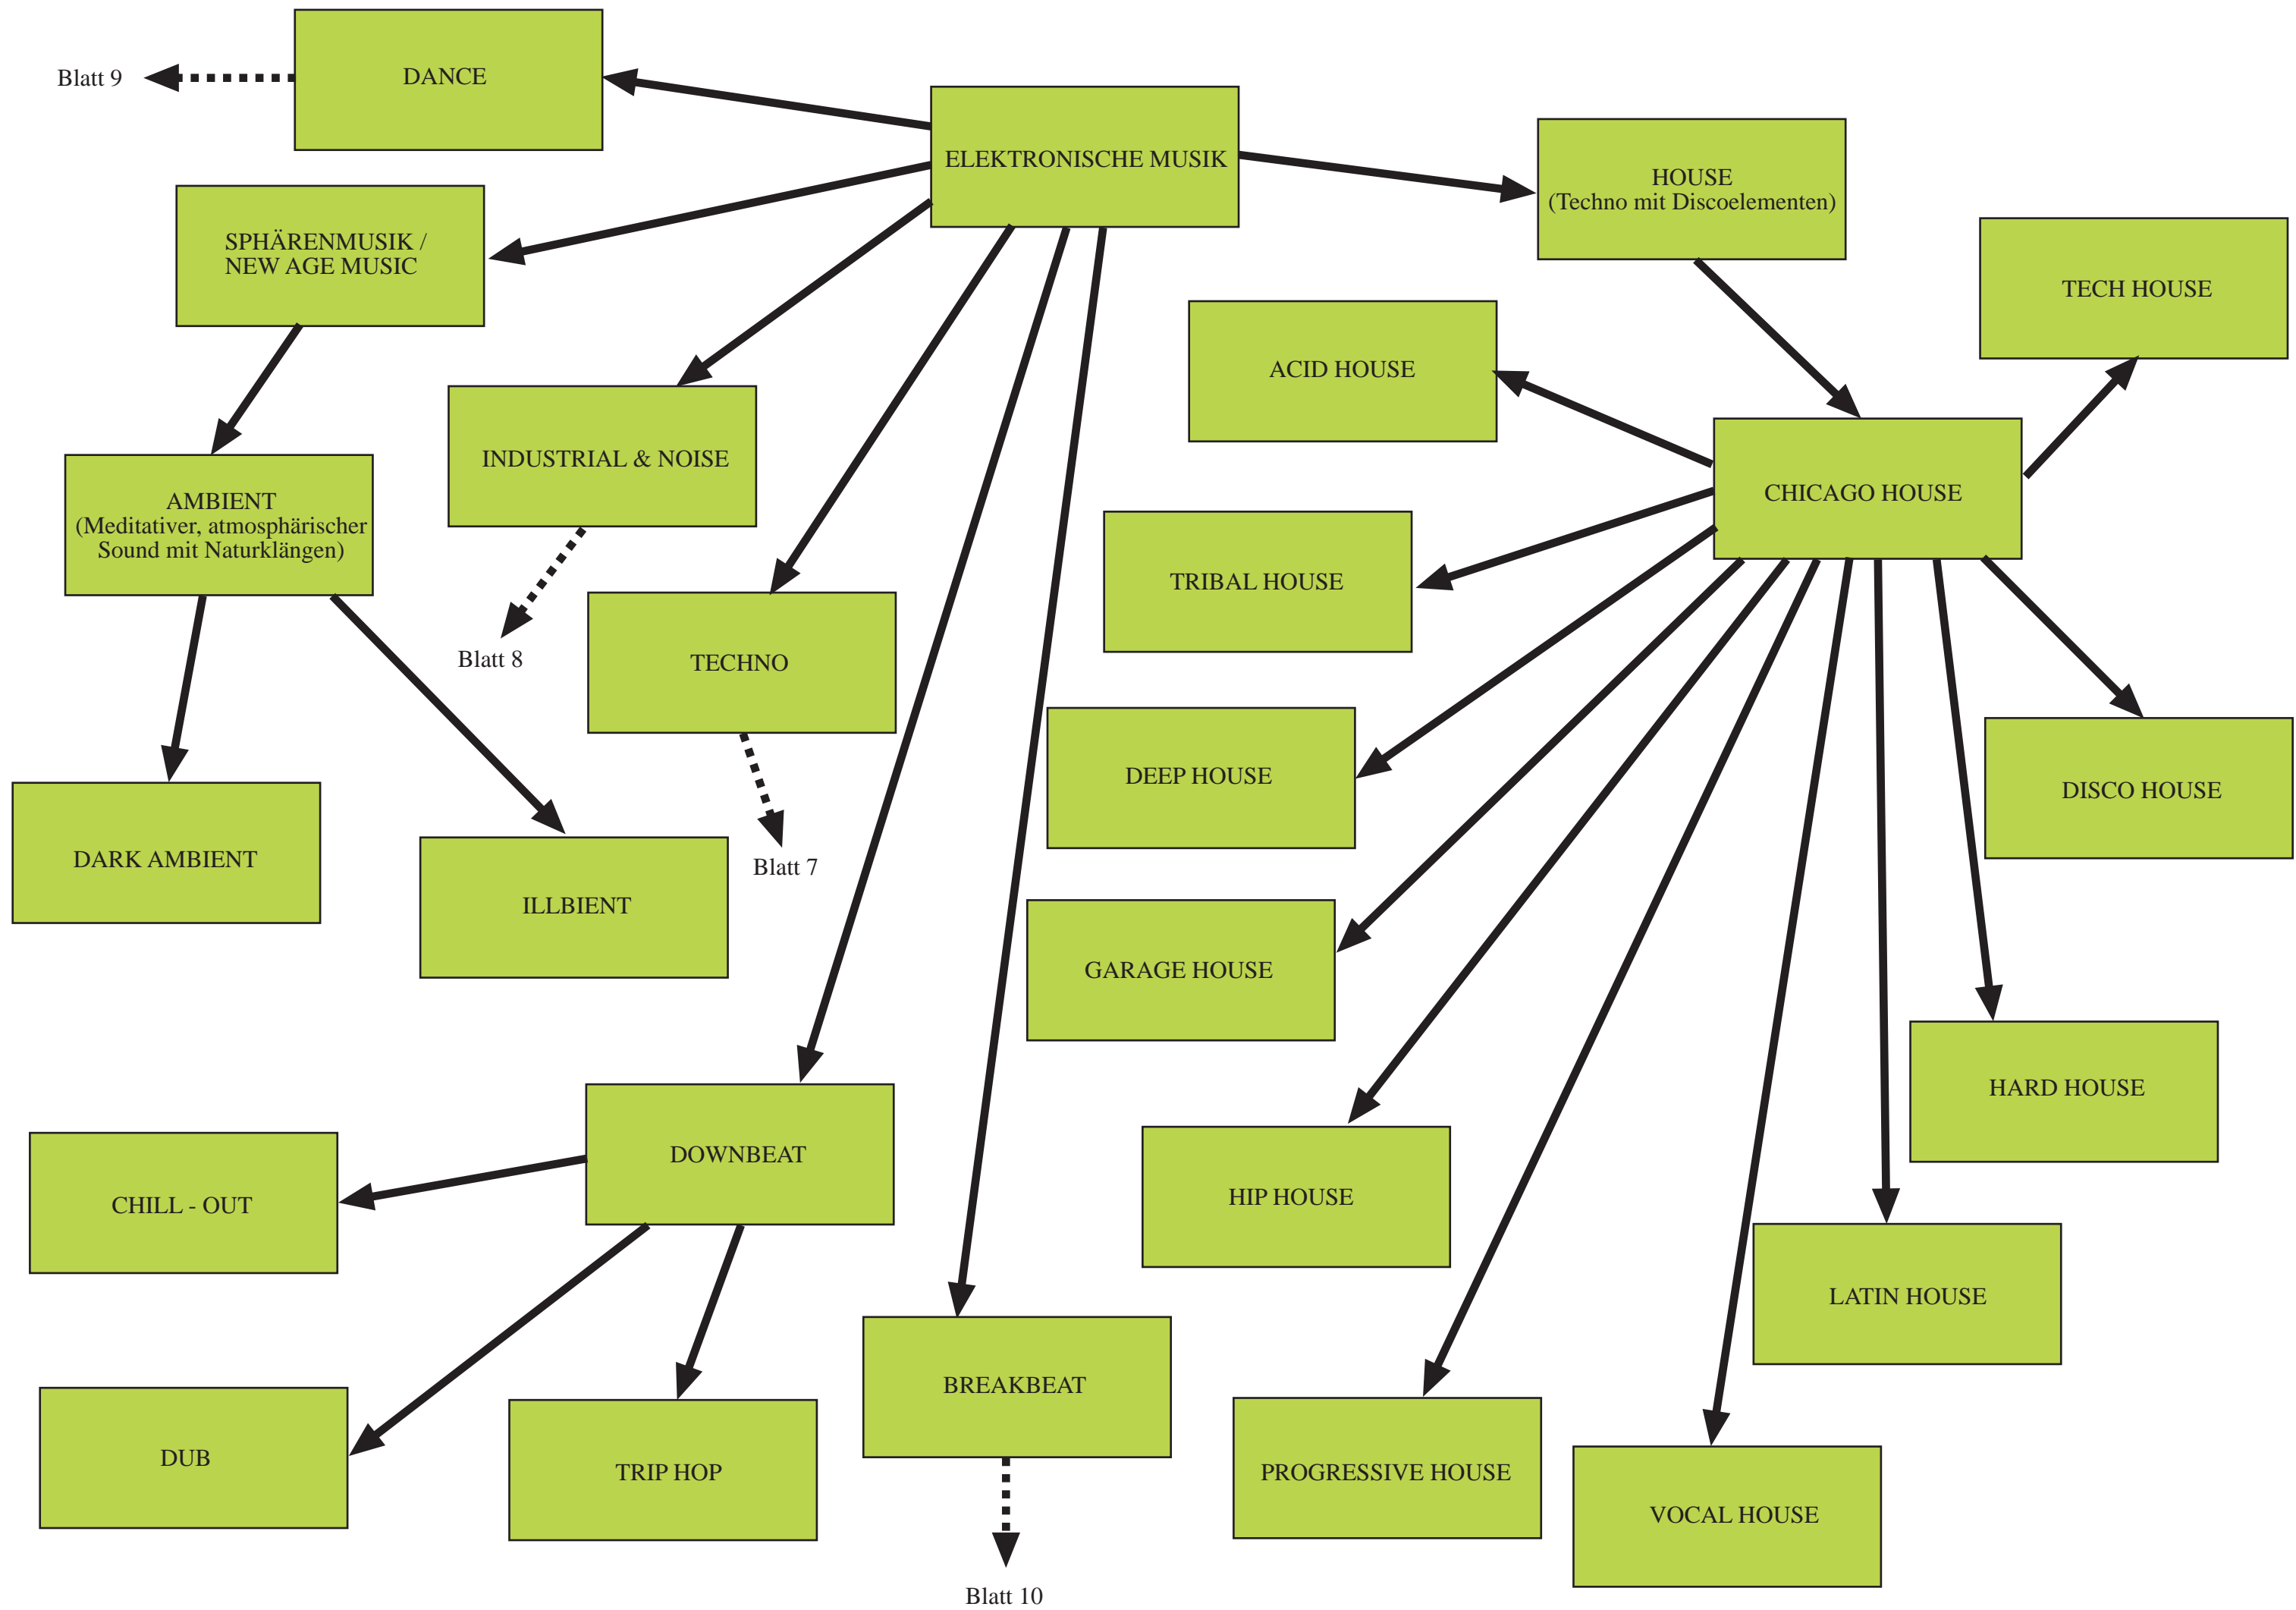 DANCE
Blatt 9
ELEKTRONISCHE MUSIK
HOUSE
(Techno mit Discoelementen)
SPHÄRENMUSIK /
NEW AGE MUSIC
TECH HOUSE
ACID HOUSE
INDUSTRIAL & NOISE
CHICAGO HOUSE
AMBIENT
(Meditativer, atmosphärischer
Sound mit Naturklängen)
TRIBAL HOUSE
Blatt 8
TECHNO
DEEP HOUSE
DISCO HOUSE
DARK AMBIENT
Blatt 7
ILLBIENT
GARAGE HOUSE
HARD HOUSE
DOWNBEAT
HIP HOUSE
CHILL - OUT
LATIN HOUSE
BREAKBEAT
DUB
TRIP HOP
PROGRESSIVE HOUSE
VOCAL HOUSE
Blatt 10